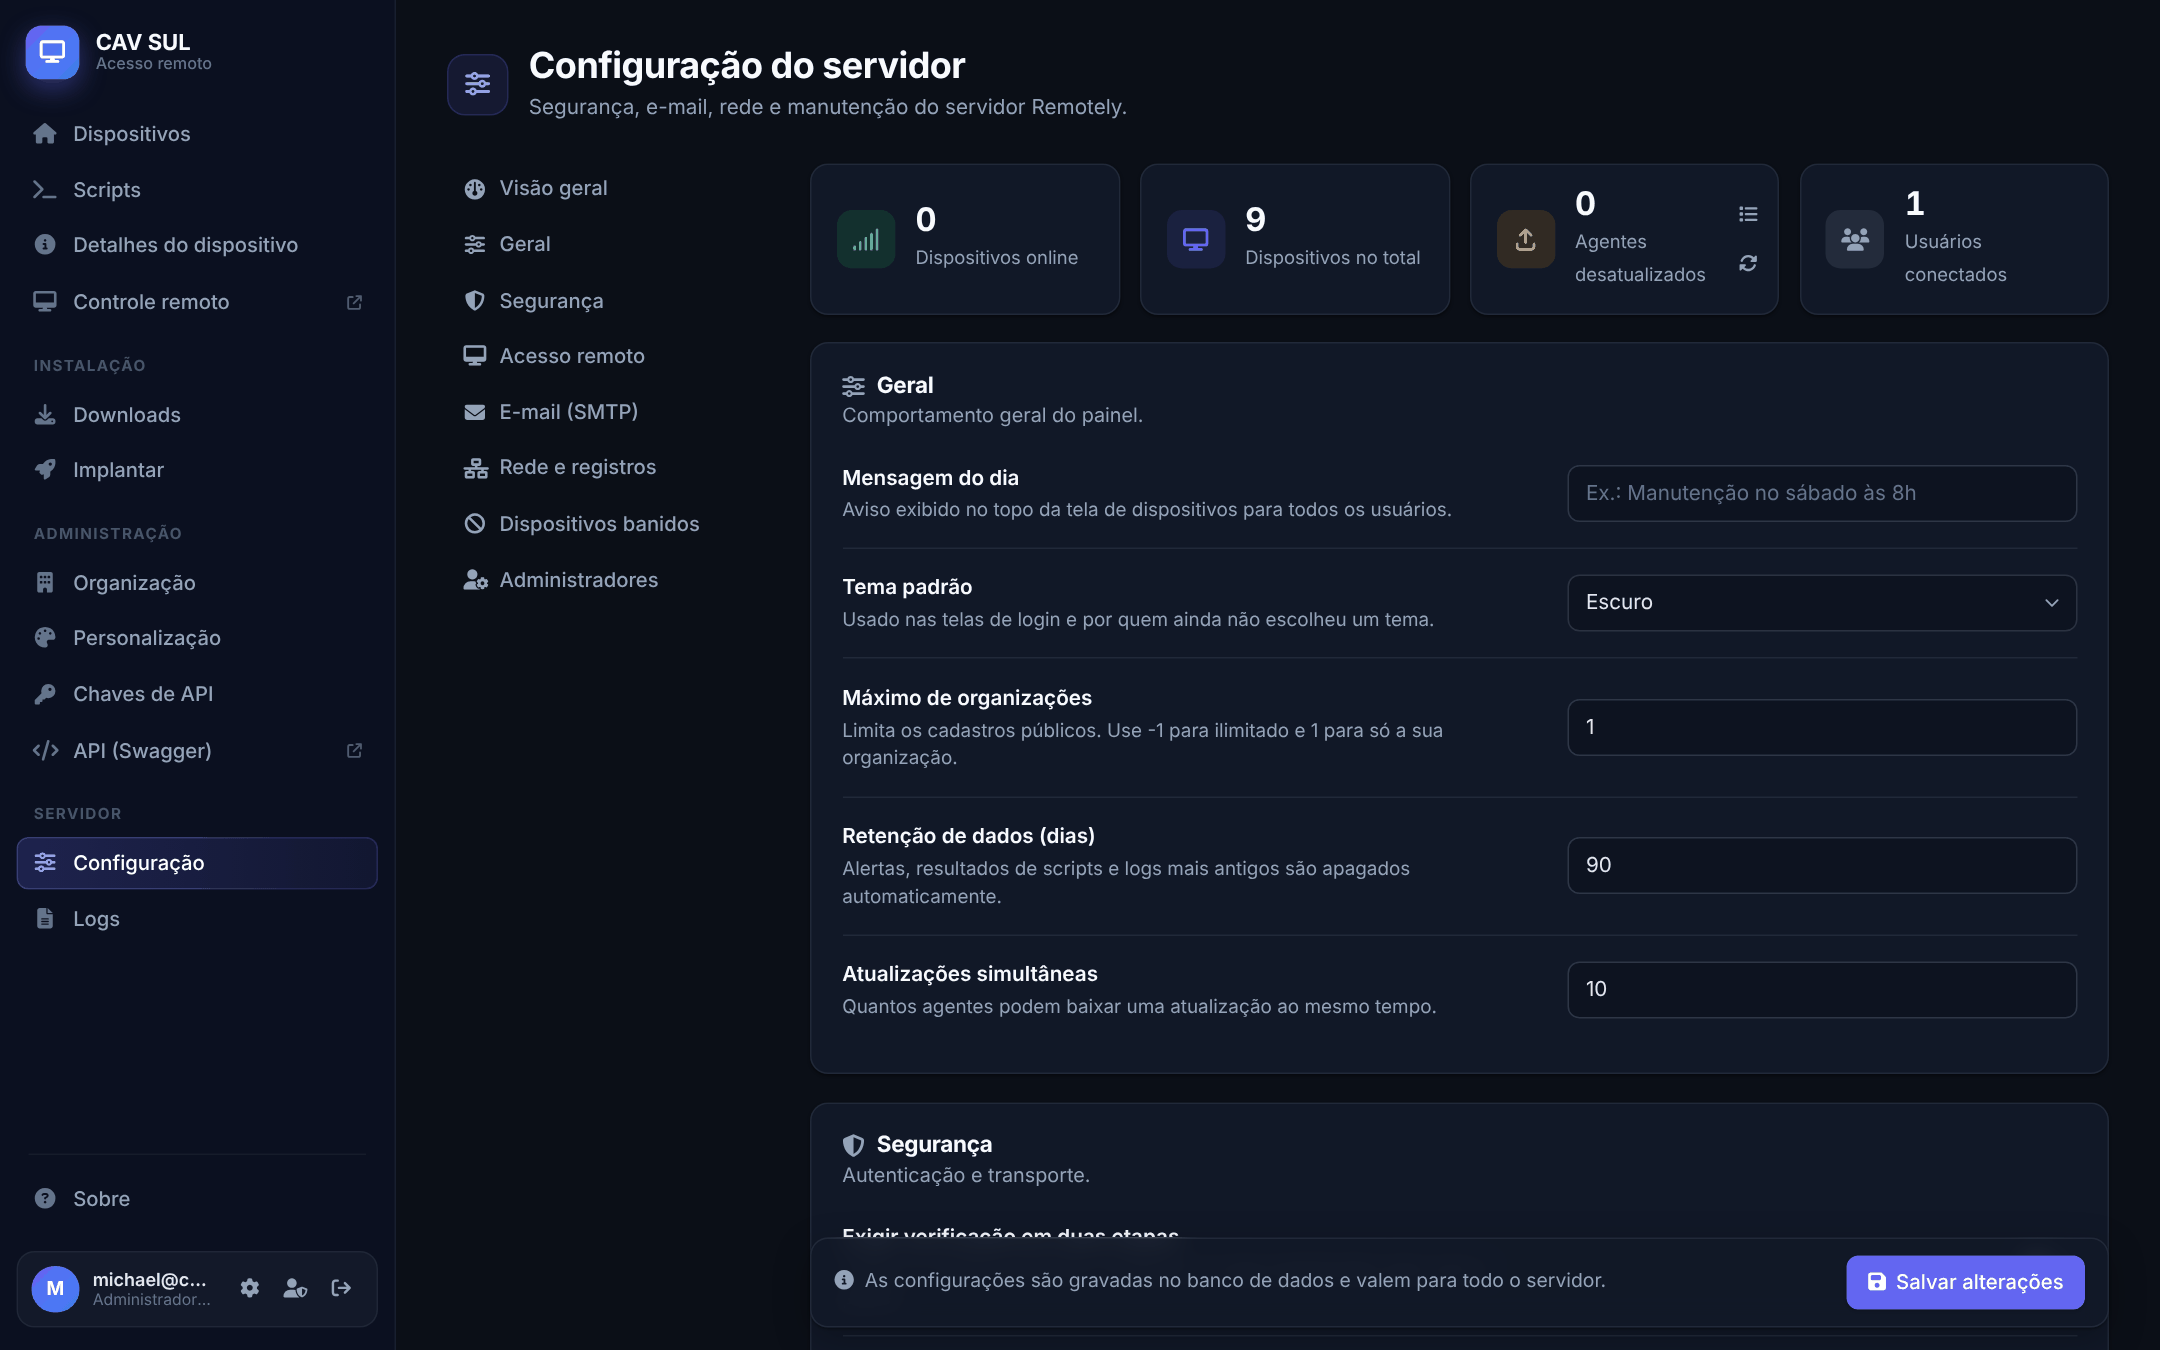 CAV SUL
Acesso remoto
Dispositivos
Scripts
Detalhes do dispositivo
Controle remoto
INSTALAÇÃO
Downloads
Implantar
ADMINISTRAÇÃO
Organização
Personalização
Chaves de API
API (Swagger)
SERVIDOR
Configuração
Logs
Sobre
M
michael@c...
Administrador...
Configuração do servidor
Segurança, e-mail, rede e manutenção do servidor Remotely.
Visão geral
Geral
Segurança
Acesso remoto
E-mail (SMTP)
Rede e registros
Dispositivos banidos
Administradores
0
Dispositivos online
9
Dispositivos no total
0
Agentes
desatualizados
1
Usuários
conectados
Geral
Comportamento geral do painel.
Mensagem do dia
Aviso exibido no topo da tela de dispositivos para todos os usuários.
Ex.: Manutenção no sábado às 8h
Tema padrão
Usado nas telas de login e por quem ainda não escolheu um tema.
Escuro
Máximo de organizações
Limita os cadastros públicos. Use -1 para ilimitado e 1 para só a sua
organização.
1
Retenção de dados (dias)
Alertas, resultados de scripts e logs mais antigos são apagados
automaticamente.
90
Atualizações simultâneas
Quantos agentes podem baixar uma atualização ao mesmo tempo.
10
Segurança
Autenticação e transporte.
Exigir verificação em duas etapas
As configurações são gravadas no banco de dados e valem para todo o servidor.
Salvar alterações